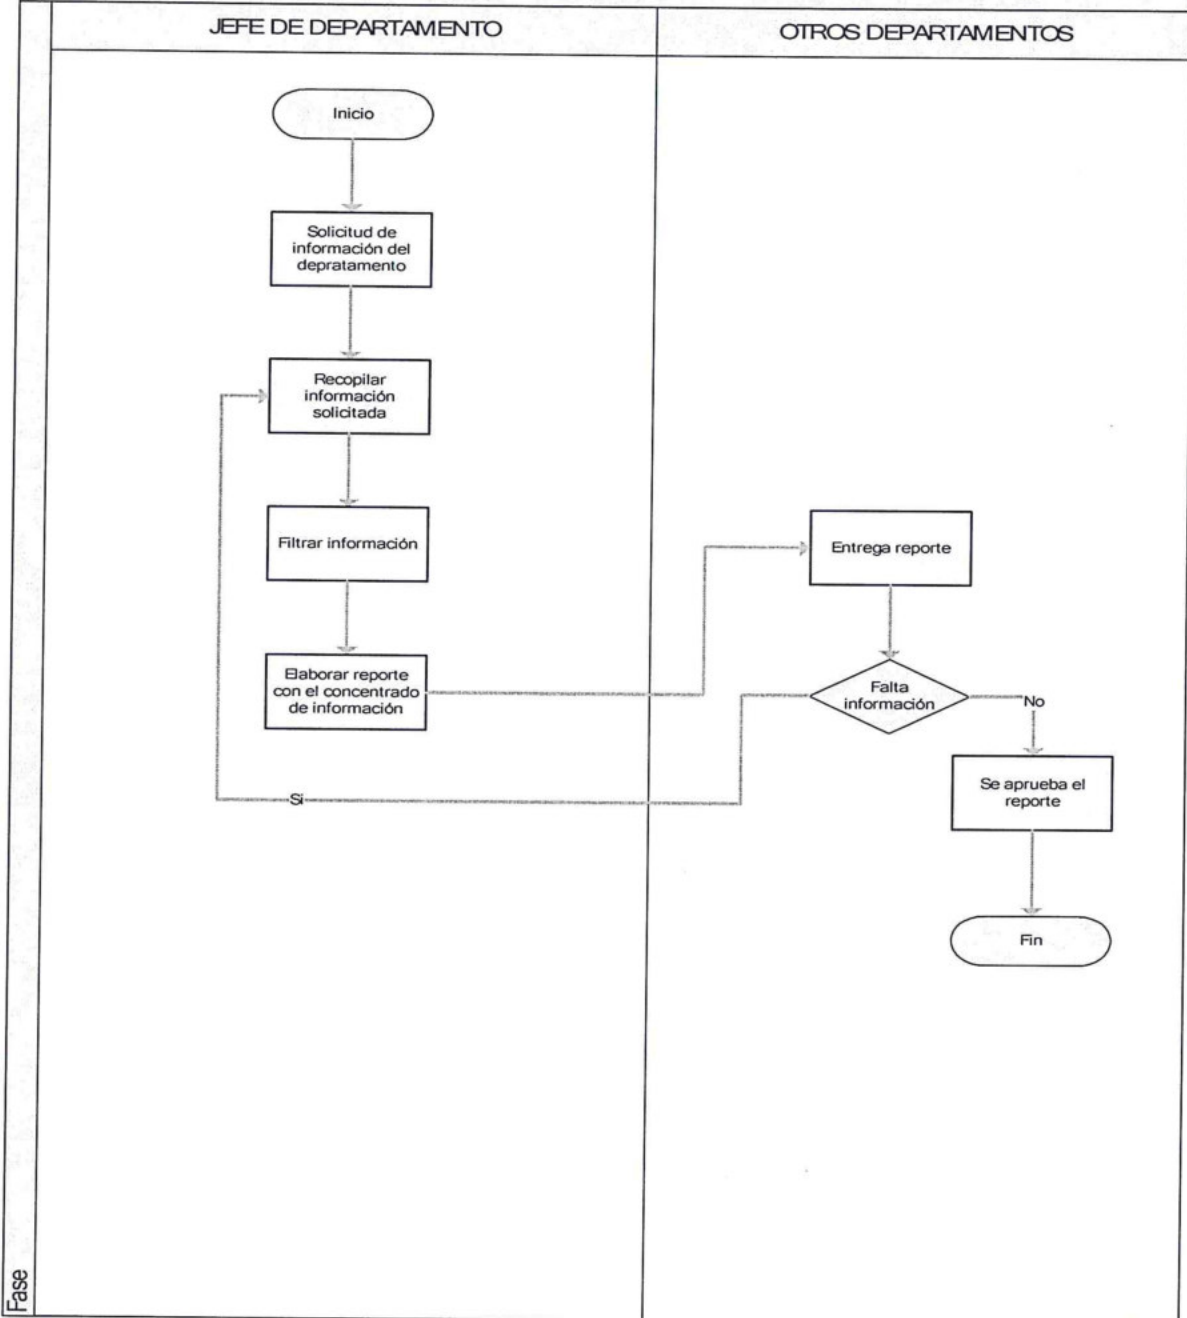 JEFE DE DEPARTAMENTO
OTROS DEPARTAMENTOS
Inicio
Solicitud de
información del
depratamento
Recopilar
información
solicitada
Filtrar información
Elaborar reporte
con el concentrado
de información
Entrega reporte
Falta
información
No
Si
Se aprueba el
reporte
Fin
Fase